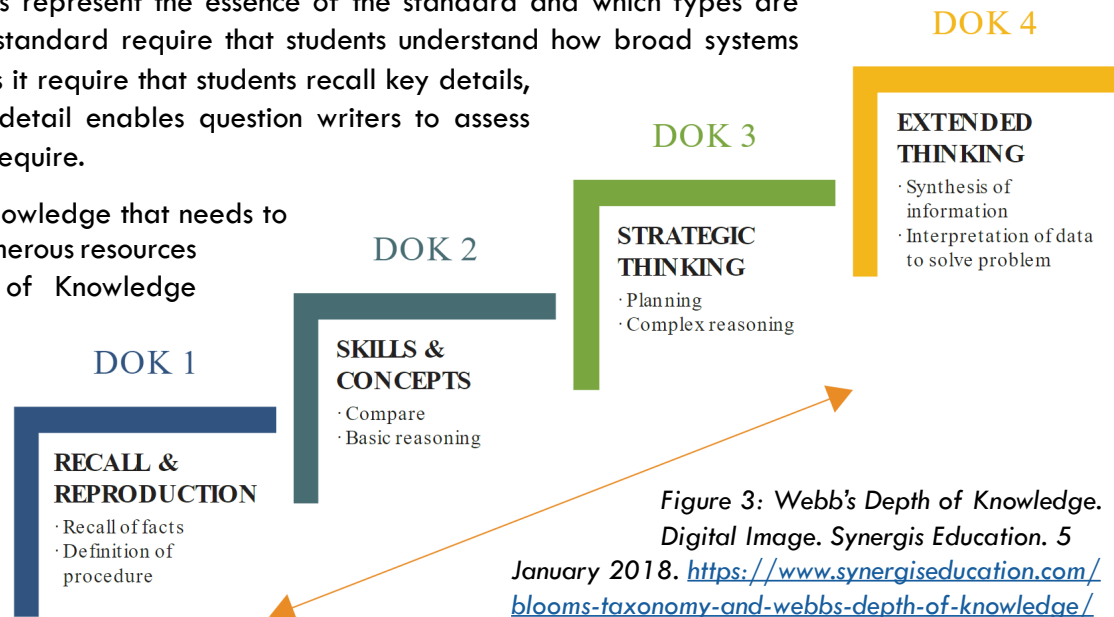 s represent the essence of the standard and which types are
standard require that students understand how broad systems
s it require that students recall key details,
detail enables question writers to assess
equire.
nowledge that needs to
nerous resources
of Knowledge
DOK 1
RECALL &
REPRODUCTION
· Recall of facts
· Definition of
procedure
DOK 2
SKILLS &
CONCEPTS
· Compare
· Basic reasoning
DOK 3
STRATEGIC
THINKING
· Planning
· Complex reasoning
DOK 4
EXTENDED
THINKING
· Synthesis of
information
· Interpretation of data
to solve problem
Figure 3: Webb's Depth of Knowledge.
Digital Image. Synergis Education. 5
January 2018. https://www.synergiseducation.com/
blooms-taxonomy-and-webbs-depth-of-knowledge/